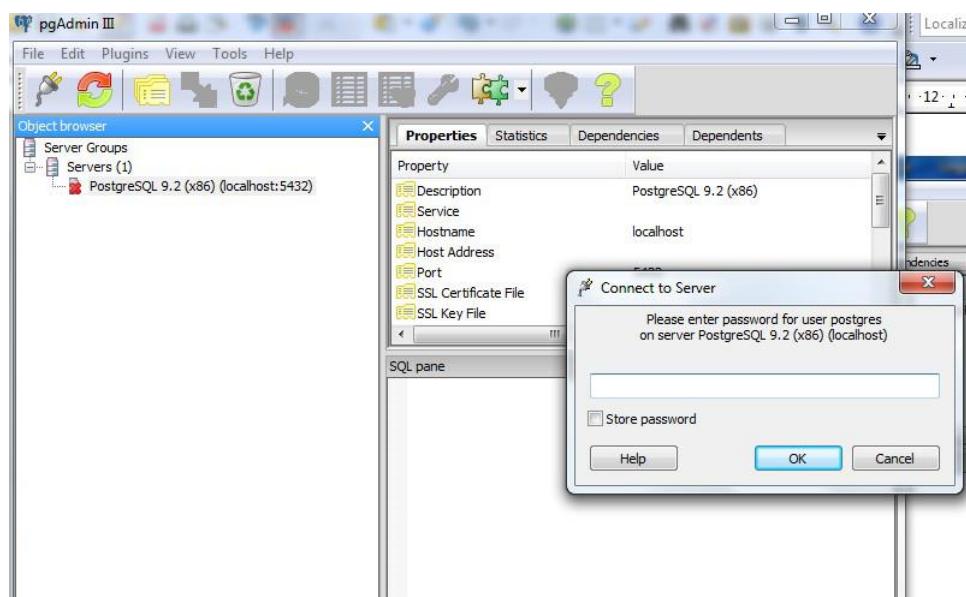 pgAdmin III
Localiz
File Edit Plugins View Tools Help
12
Object browser
Server Groups
Servers (1)
PostgreSQL 9.2 (x86) (localhost:5432)
Properties Statistics Dependencies Dependents
Property Value
Description PostgreSQL 9.2 (x86)
Service
Hostname localhost
Host Address
Port
SSL Certificate File
SSL Key File
ndencies
SQL pane
Connect to Server
Please enter password for user postgres
on server PostgreSQL 9.2 (x86) (localhost)
Store password
Help OK Cancel